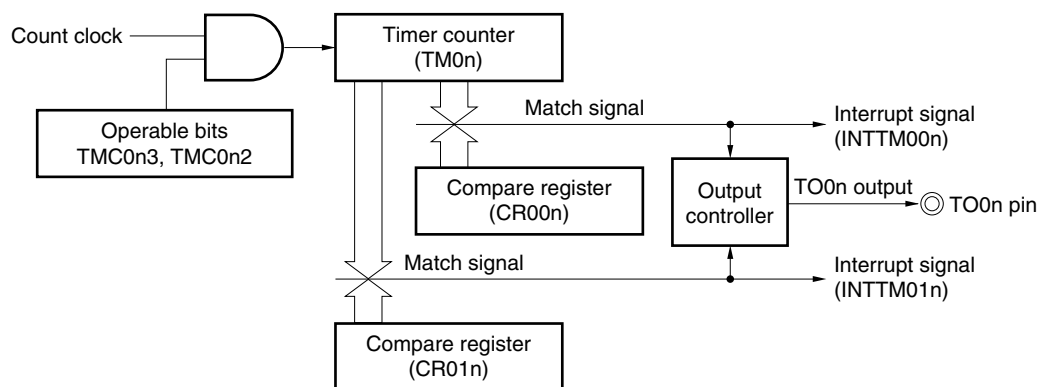 Count clock
Timer counter
(TM0n)
Operable bits
TMC0n3, TMC0n2
Match signal
Interrupt signal
(INTTM00n)
Compare register
(CR00n)
Output
controller
TO0n output
TO0n pin
Match signal
Interrupt signal
(INTTM01n)
Compare register
(CR01n)